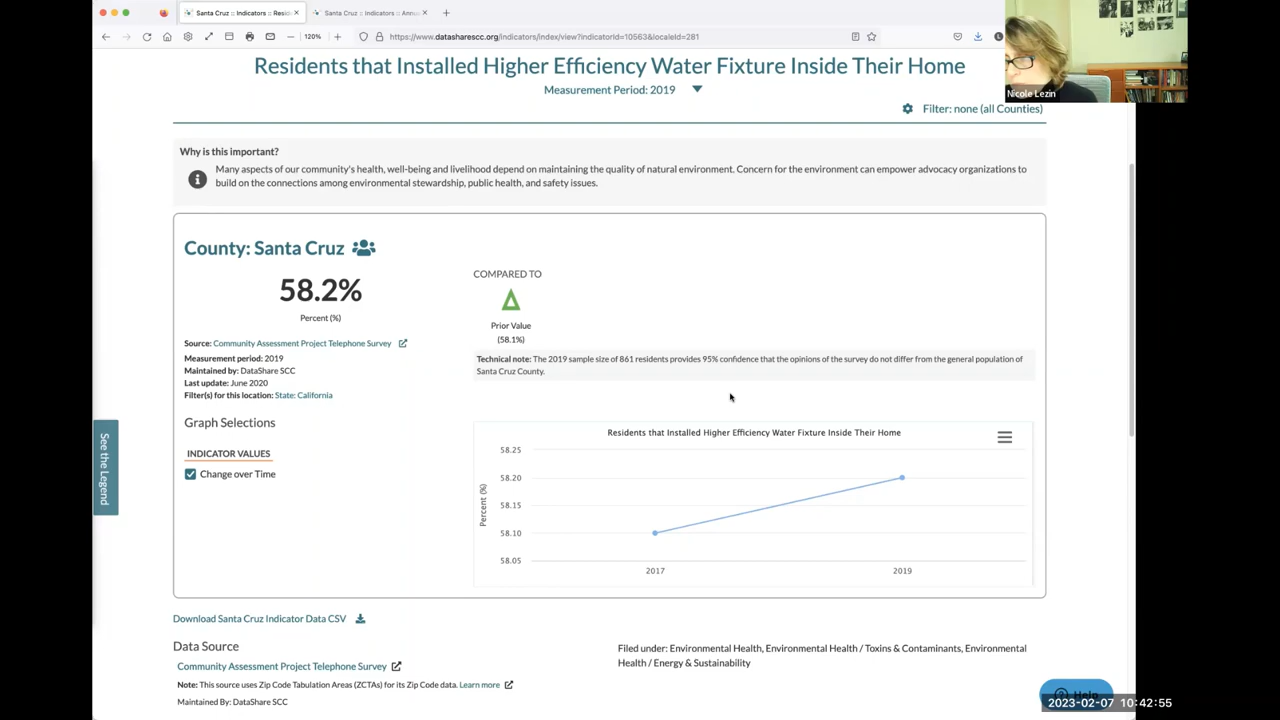 Santa Cruz :: Indicators :: Resid
Santa Cruz :: Indicators :: Annu
120%
https://www.datasharescc.org/indicators/index/view?indicatorId=10563&localeId=281
Nicole Lezin
Residents that Installed Higher Efficiency Water Fixture Inside Their Home
Measurement Period: 2019
Filter: none (all Counties)
Why is this important?
Many aspects of our community's health, well-being and livelihood depend on maintaining the quality of natural environment. Concern for the environment can empower advocacy organizations to
build on the connections among environmental stewardship, public health, and safety issues.
County: Santa Cruz
58.2%
Percent (%)
Source: Community Assessment Project Telephone Survey
Measurement period: 2019
Maintained by: DataShare SCC
Last update: June 2020
Filter(s) for this location: State: California
COMPARED TO
Prior Value
(58.1%)
Technical note: The 2019 sample size of 861 residents provides 95% confidence that the opinions of the survey do not differ from the general population of
Santa Cruz County.
Graph Selections
INDICATOR VALUES
Change over Time
See the Legend
Residents that Installed Higher Efficiency Water Fixture Inside Their Home
Percent (%)
58.25
58.20
58.15
58.10
58.05
2017
2019
Download Santa Cruz Indicator Data CSV
Data Source
Community Assessment Project Telephone Survey
Note: This source uses Zip Code Tabulation Areas (ZCTAs) for its Zip Code data. Learn more
Maintained By: DataShare SCC
Filed under: Environmental Health, Environmental Health / Toxins & Contaminants, Environmental
Health / Energy & Sustainability
Help
2023-02-07 10:42:55